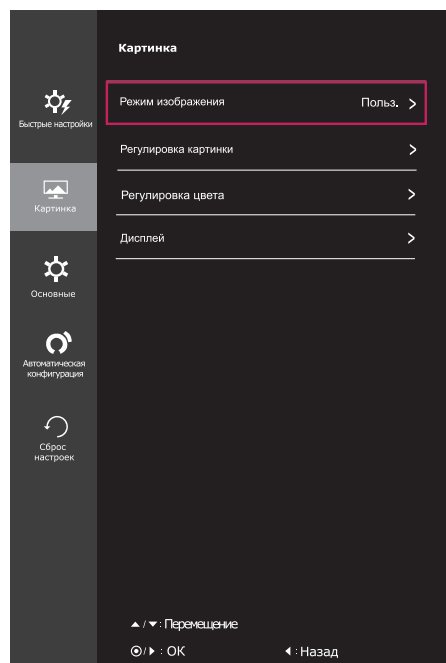 Картинка
Быстрые настройки
Картинка
Основные
Автоматическая
конфигурация
Сброс
настроек
Режим изображения Польз. >
Регулировка картинки >
Регулировка цвета >
Дисплей >
▲ / ▼ : Перемещение
◉ / ▶ : OK ◀ : Назад